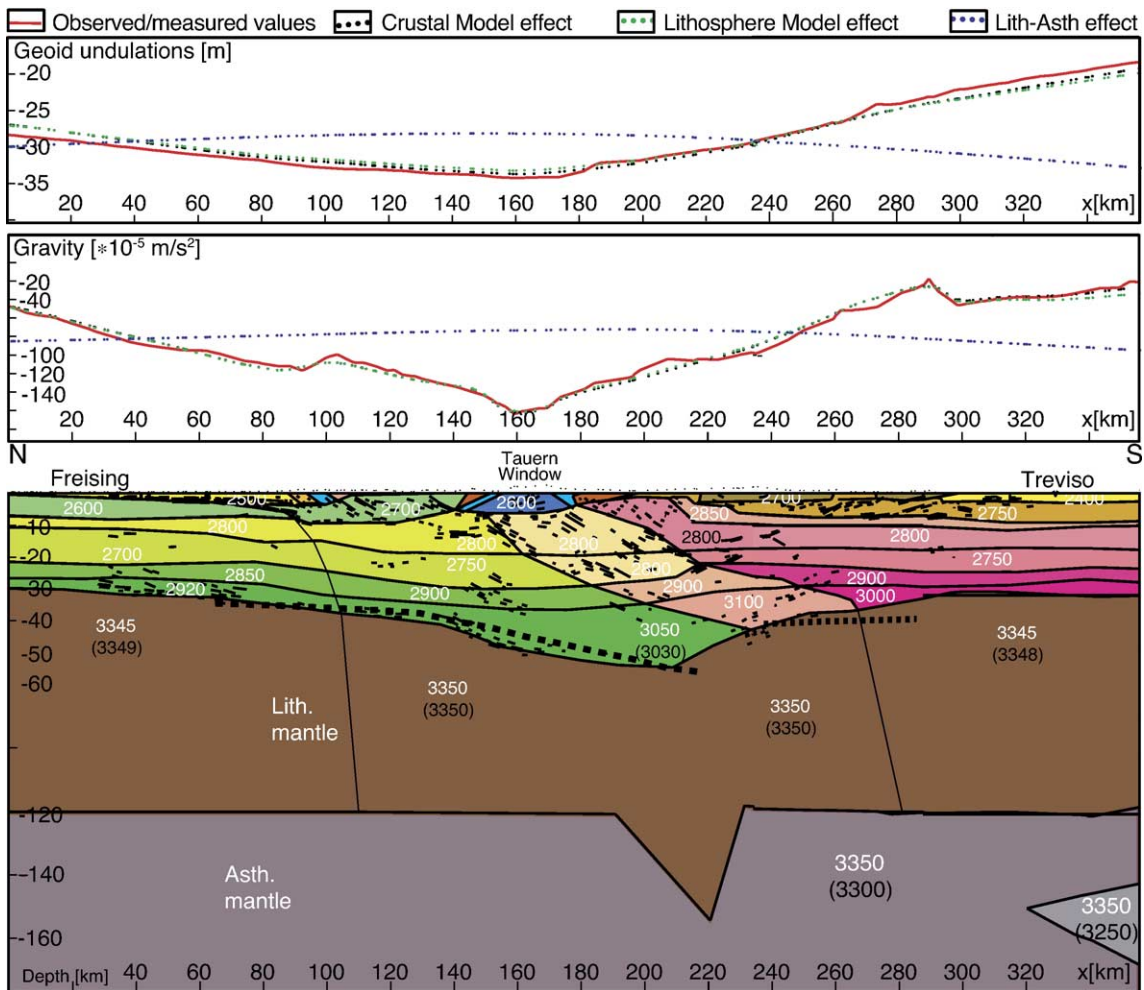 Observed/measured values Crustal Model effect Lithosphere Model effect Lith-Asth effect
Geoid undulations [m]
-20
-25
-30
-35
20 40 60 80 100 120 140 160 180 200 220 240 260 280 300 320 x[km]
Gravity [*10⁻⁵ m/s²]
-20
-40
-100
-120
-140
20 40 60 80 100 120 140 160 180 200 220 240 260 280 300 320 x[km]
N S
Freising Tauern Window Treviso
2600 2500 2700 2600 2850 2700 2750 2400
-10 2800 2800 2800 2800 2800
-20 2700 2750 2800 2750
-30 2920 2850 2900 2900 3100 2900 3000
-40 3345 3050 3345
(3349) (3030) (3348)
-50
-60 3350 3350
(3350) (3350)
Lith.
mantle
-120
-140 Asth. 3350
mantle (3300)
3350
(3250)
-160
Depth [km] 20 40 60 80 100 120 140 160 180 200 220 240 260 280 300 320 x[km]